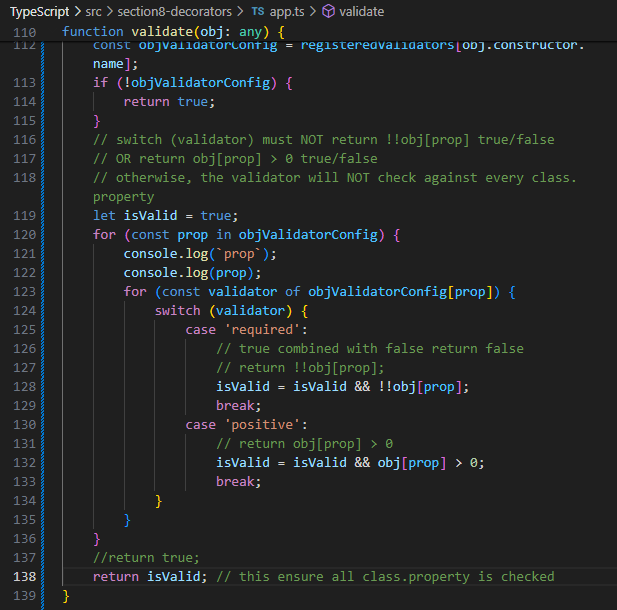 TypeScript > src > section8-decorators > TS app.ts > validate
110 function validate(obj: any) {
112 const objValidatorConfig = registeredValidators[obj.constructor.
name];
113 if (!objValidatorConfig) {
114 return true;
115 }
116 // switch (validator) must NOT return !!obj[prop] true/false
117 // OR return obj[prop] > 0 true/false
118 // otherwise, the validator will NOT check against every class.
property
119 let isValid = true;
120 for (const prop in objValidatorConfig) {
121 console.log(`prop`);
122 console.log(prop);
123 for (const validator of objValidatorConfig[prop]) {
124 switch (validator) {
125 case 'required':
126 // true combined with false return false
127 // return !!obj[prop];
128 isValid = isValid && !!obj[prop];
129 break;
130 case 'positive':
131 // return obj[prop] > 0
132 isValid = isValid && obj[prop] > 0;
133 break;
134 }
135 }
136 }
137 //return true;
138 return isValid; // this ensure all class.property is checked
139 }